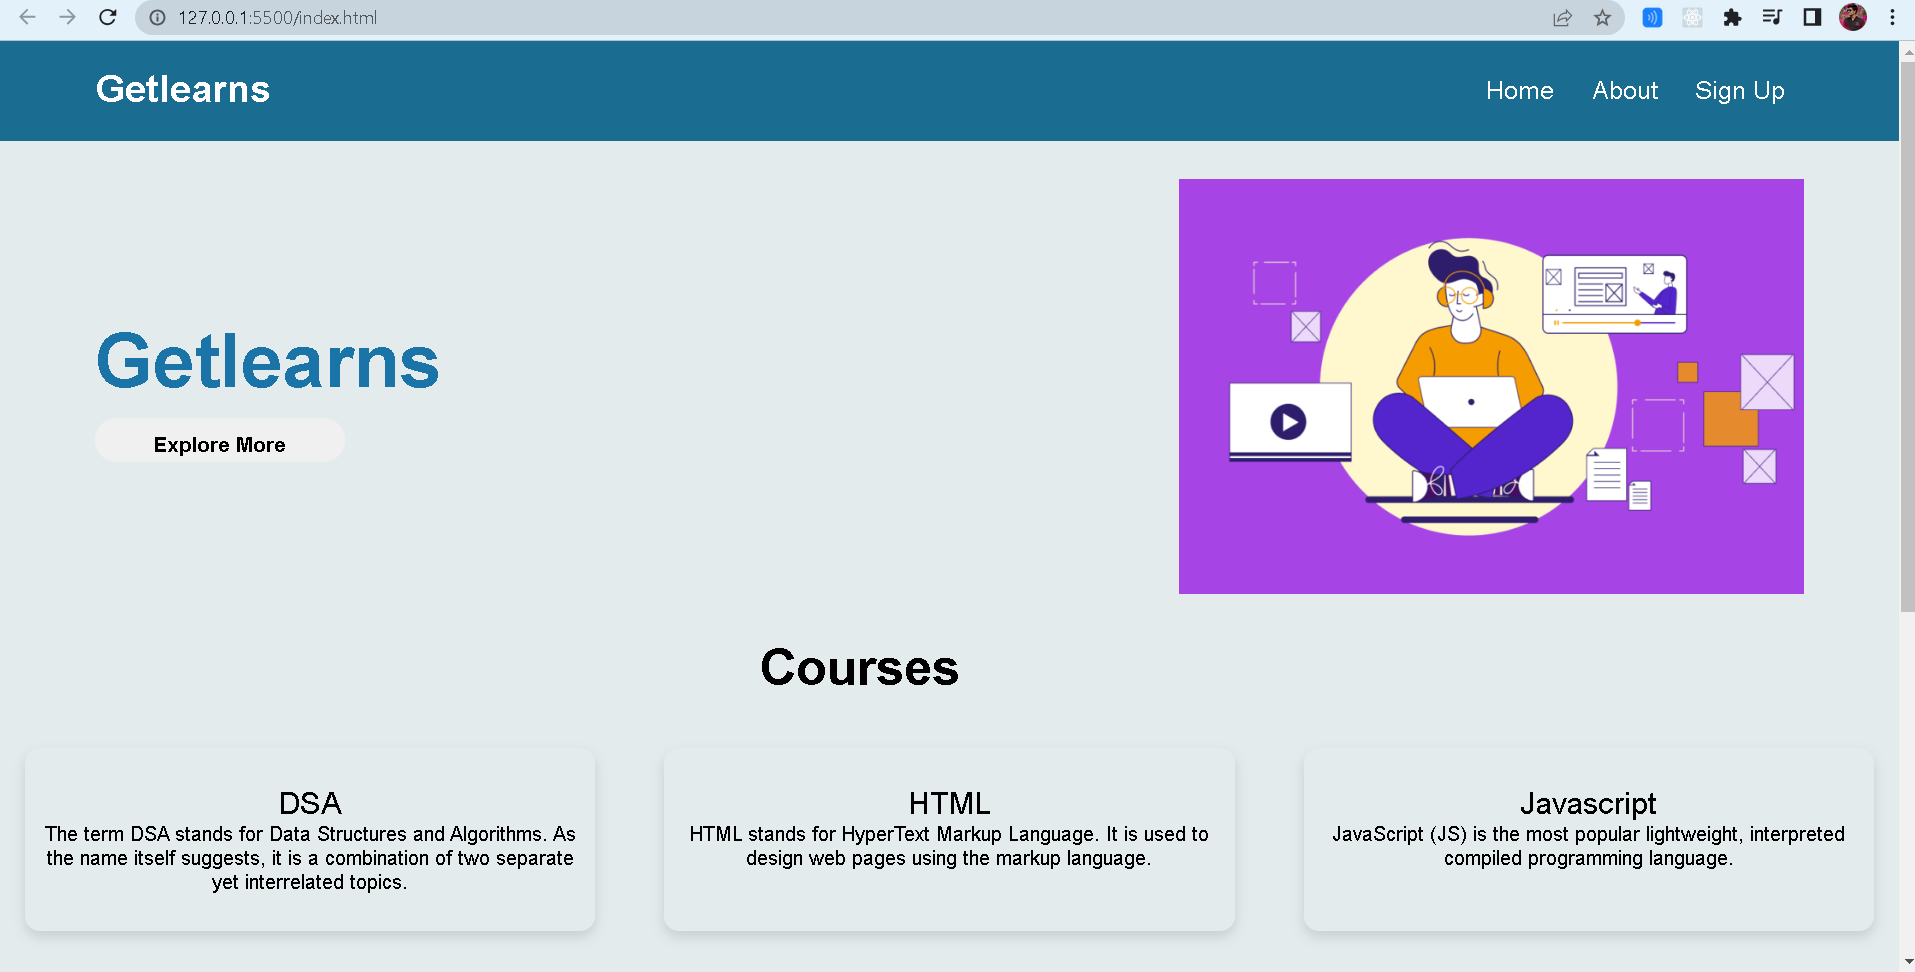 127.0.0.1:5500/index.html
Getlearns
Home About Sign Up
Getlearns
Explore More
Courses
DSA
The term DSA stands for Data Structures and Algorithms. As
the name itself suggests, it is a combination of two separate
yet interrelated topics.
HTML
HTML stands for HyperText Markup Language. It is used to
design web pages using the markup language.
Javascript
JavaScript (JS) is the most popular lightweight, interpreted
compiled programming language.